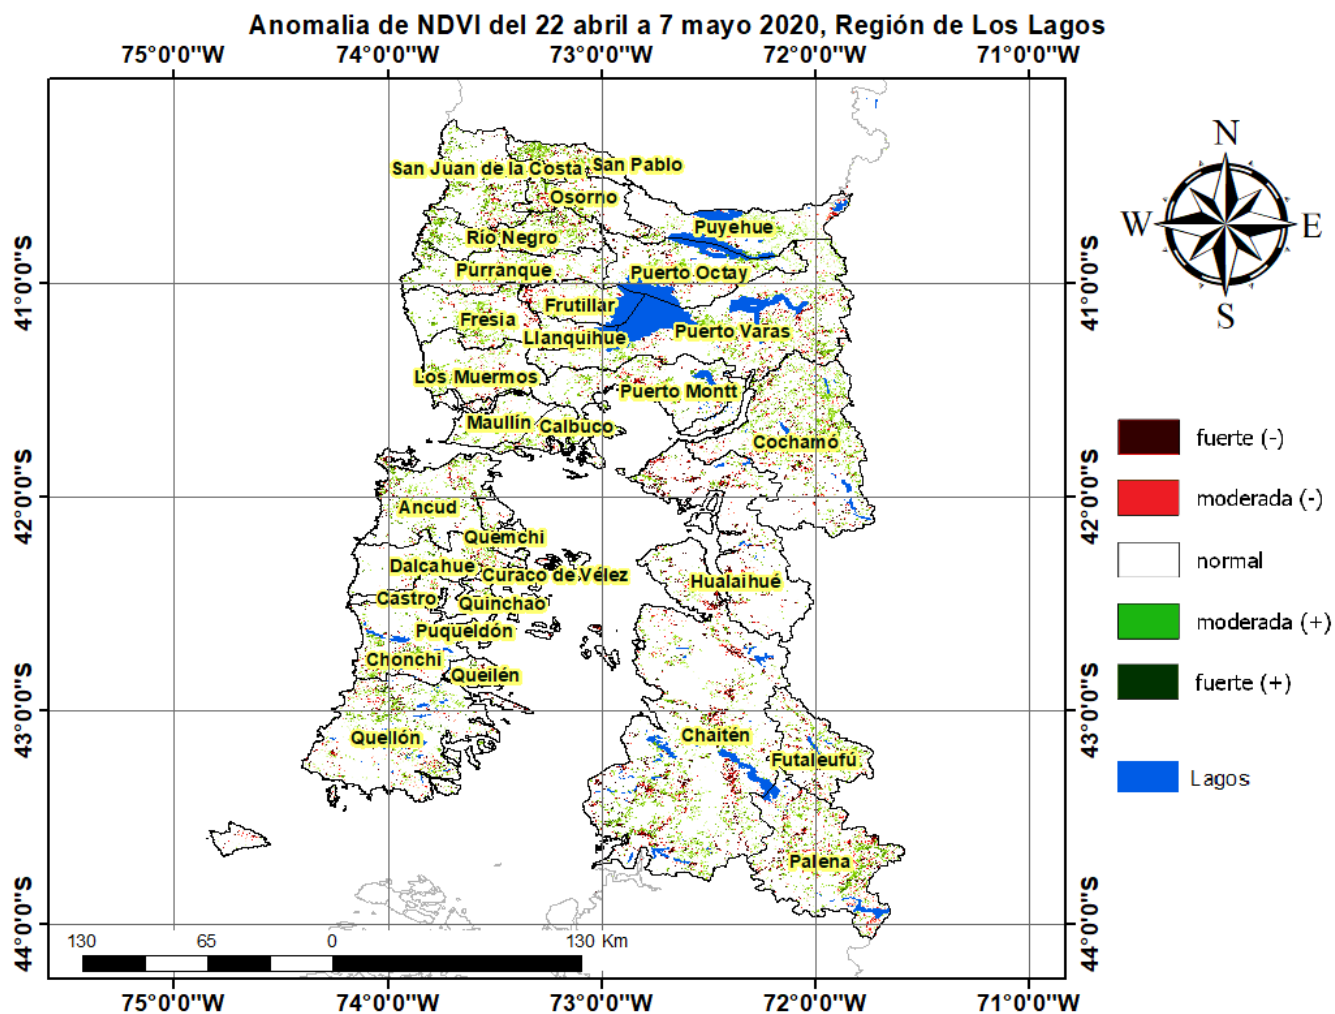 Anomalia de NDVI del 22 abril a 7 mayo 2020, Región de Los Lagos
75°0'0"W 74°0'0"W 73°0'0"W 72°0'0"W 71°0'0"W
N
W E
S
San Juan de la Costa San Pablo
Osorno
Puyehue
Río Negro
Purranque Puerto Octay
41°0'0"S 41°0'0"S
Frutillar
Fresia
Puerto Varas
Llanquihue
Los Muermos
Puerto Montt
Maullín Calbuco
Cochamó
fuerte (-)
42°0'0"S 42°0'0"S
moderada (-)
Ancud
Quemchi
normal
Dalcahue
Curaco de Vélez
Hualaihué
Castro Quinchao
moderada (+)
Puqueldón
Chonchi
Queilén
fuerte (+)
43°0'0"S 43°0'0"S
Quellón
Chaitén
Futaleufú
Lagos
Palena
44°0'0"S 44°0'0"S
130 65 0 130 Km
75°0'0"W 74°0'0"W 73°0'0"W 72°0'0"W 71°0'0"W